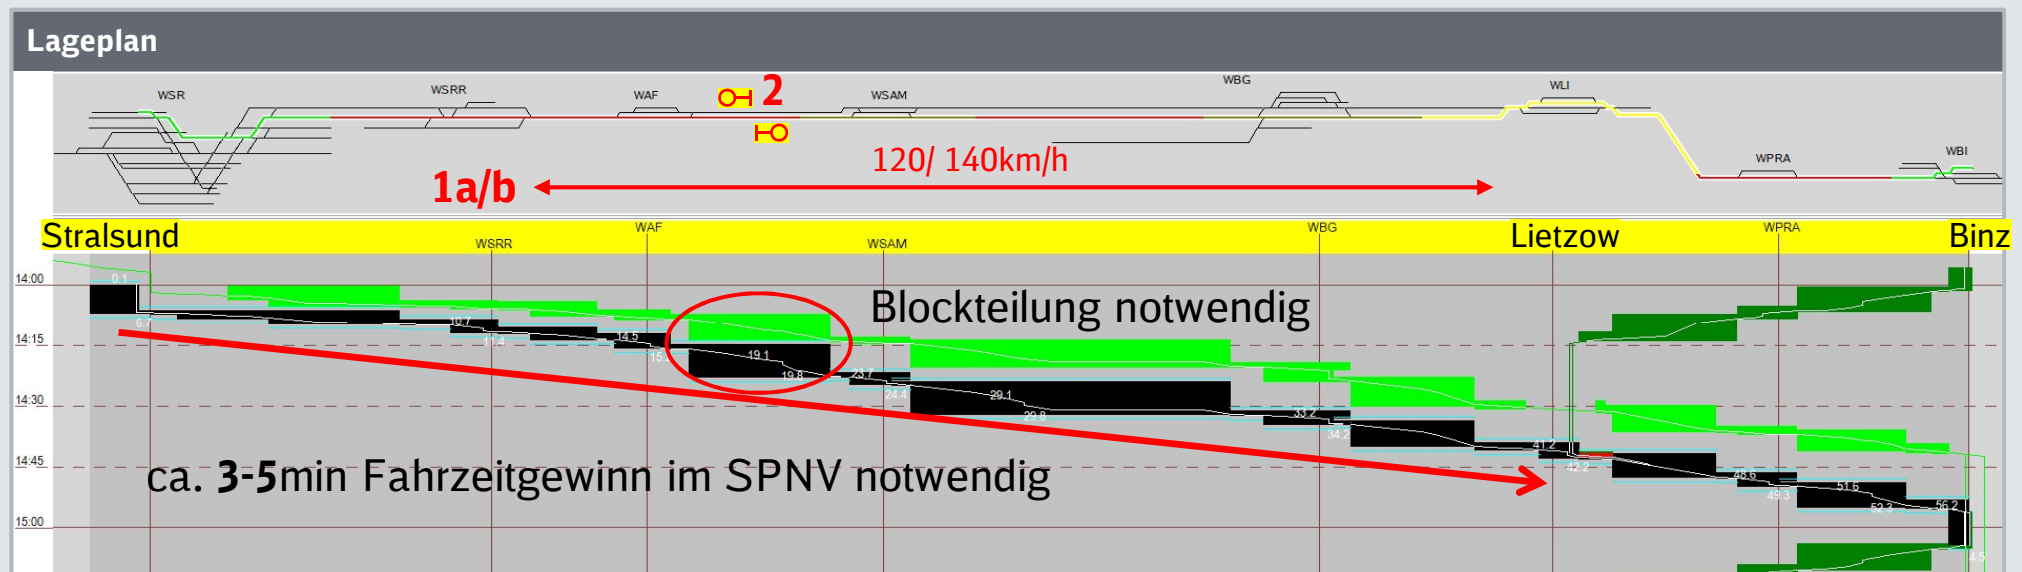 Lageplan
WSR
WSRR
WAF
2
WSAM
WBG
WLI
WPRA
WBI
120/ 140km/h
1a/b
Stralsund
WSRR
WAF
WSAM
WBG
Lietzow
WPRA
Binz
14:00
0.1
6.7
10.7
11.4
14.5
Blockteilung notwendig
14:15
19.1
19.8
23.7
24.4
29.1
29.8
14:30
33.2
34.2
41.2
42.2
14:45
ca. 3-5min Fahrzeitgewinn im SPNV notwendig
48.6
49.3
51.6
52.3
56.2
15:00